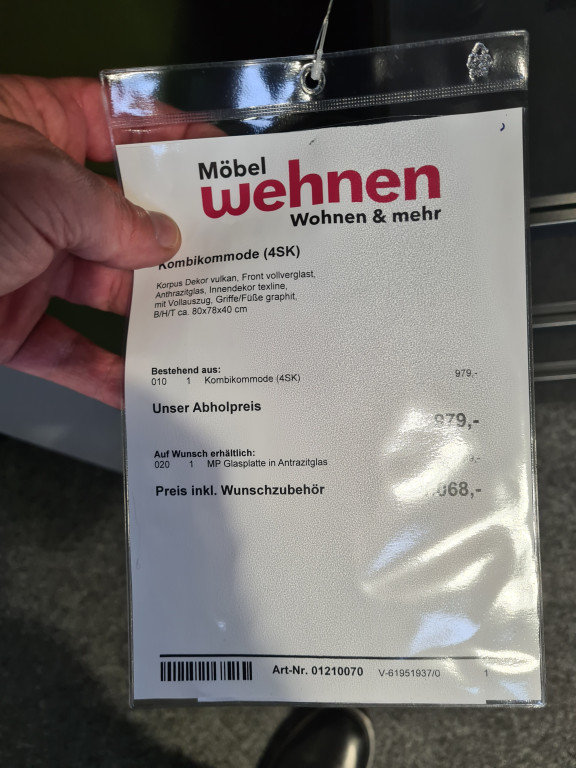 Möbel
wehnen
Wohnen & mehr
Kombikommode (4SK)
Korpus Dekor vulkan, Front vollverglast,
Anthrazitglas, Innendekor texline,
mit Vollauszug, Griffe/Füße graphit,
B/H/T ca. 80x78x40 cm
Bestehend aus:
010 1 Kombikommode (4SK) 979,-
Unser Abholpreis 979,-
Auf Wunsch erhältlich:
020 1 MP Glasplatte in Antrazitglas
Preis inkl. Wunschzubehör
Art-Nr. 01210070 V-61951937/0 1